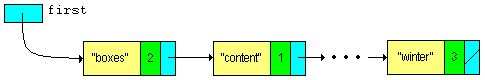 first
"boxes" 2 "content" 1 • • • "winter" 3